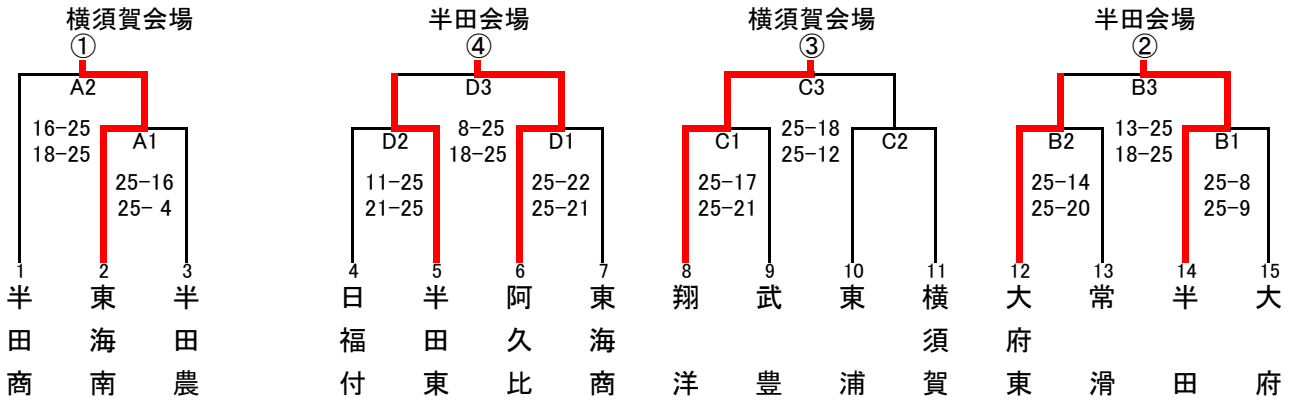 横須賀会場 半田会場 横須賀会場 半田会場
① ④ ③ ②
A2 D3 C3 B3
16-25 8-25 25-18 13-25
18-25 18-25 25-12 18-25
A1 D2 D1 C1 C2 B2 B1
25-16 11-25 25-22 25-17 25-14 25-8
25- 4 21-25 25-21 25-21 25-20 25-9
1 2 3 4 5 6 7 8 9 10 11 12 13 14 15
半田商 東海南 半田農 日福付 半田東 阿久比 東海商 翔洋 武豊 東浦 横須賀 大府東 常滑 半田 大府